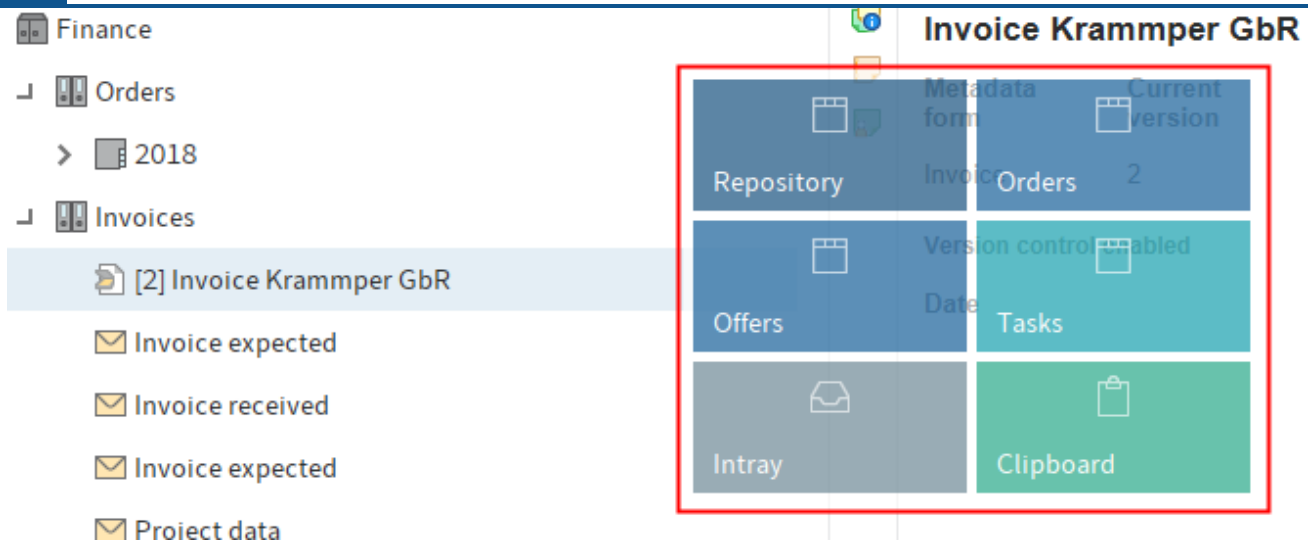 Finance
Orders
2018
Invoices
[2] Invoice Krammper GbR
Invoice expected
Invoice received
Invoice expected
Project data
Invoice Krammper GbR
Metadata form
Current version
Invoice
2
Version control enabled
Date
Repository
Orders
Offers
Tasks
Intray
Clipboard